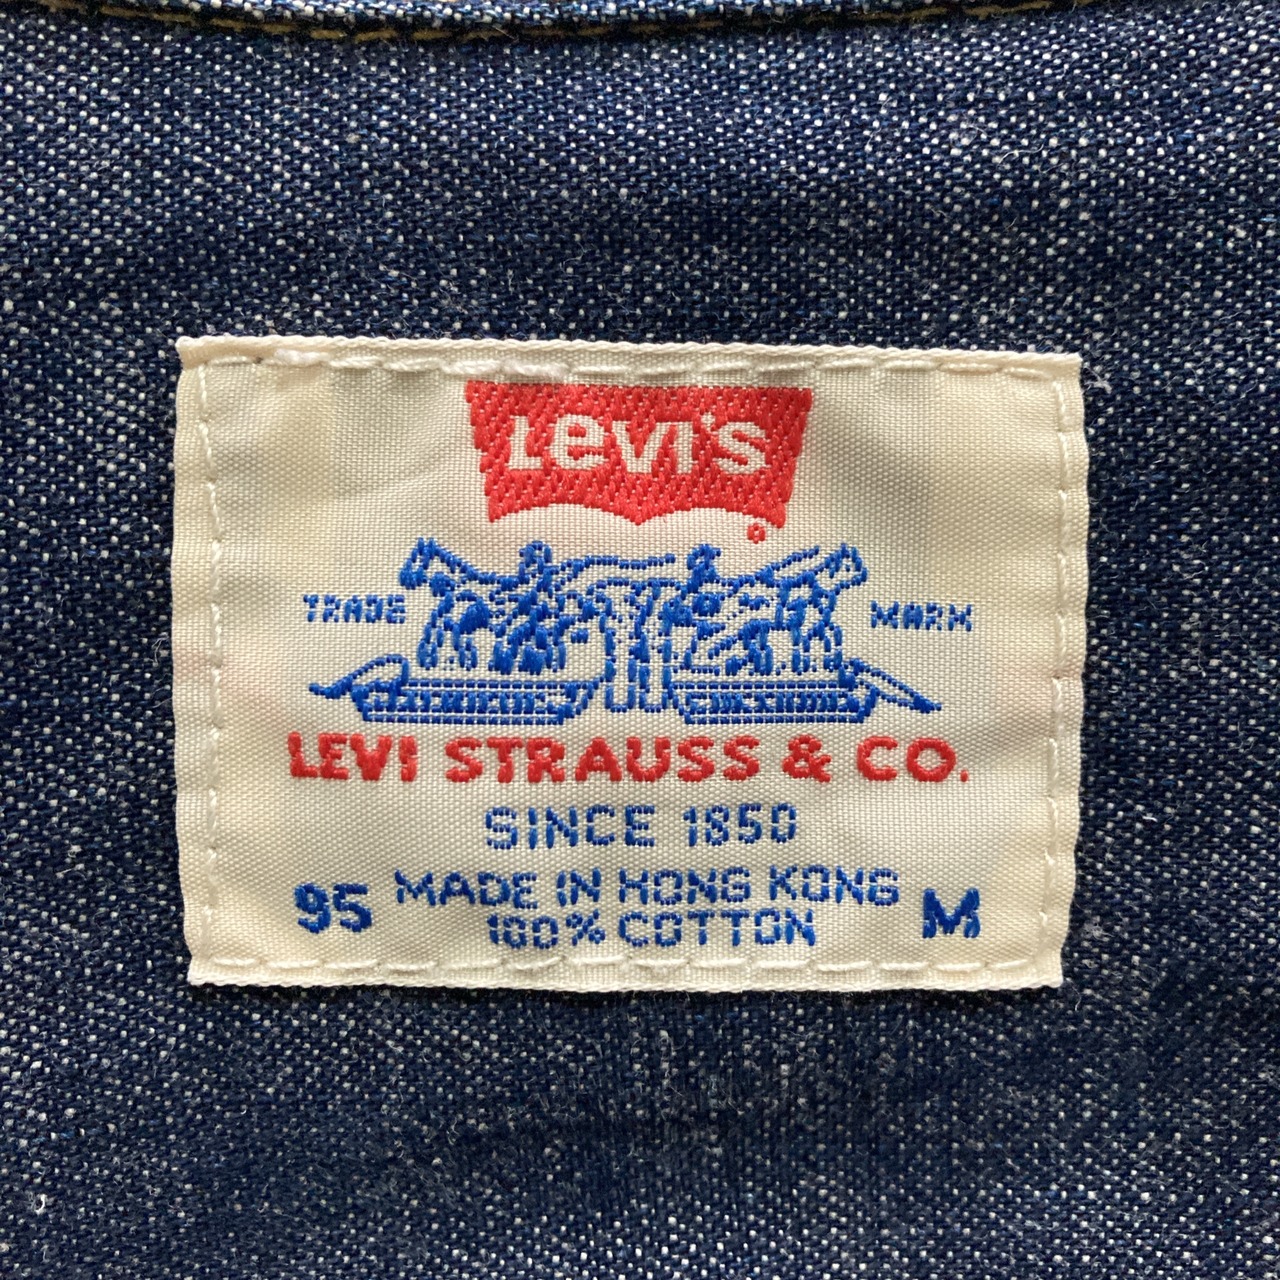 Levi's
®
TRADE MARK
LEVI STRAUSS & CO.
SINCE 1850
95 MADE IN HONG KONG M
100% COTTON